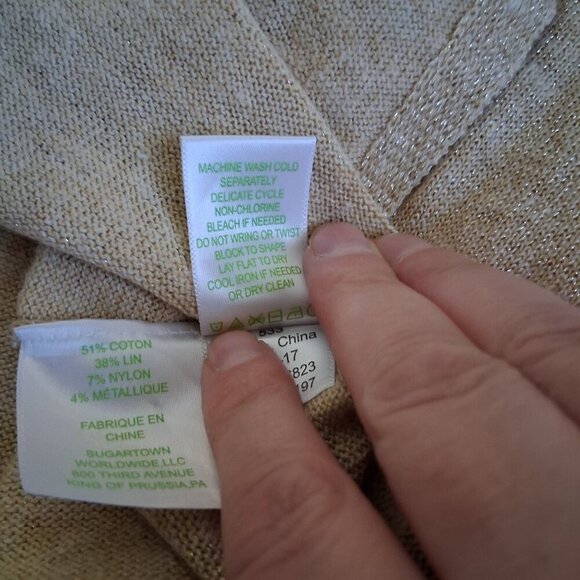 MACHINE WASH COLD
SEPARATELY
DELICATE CYCLE
NON-CHLORINE
BLEACH IF NEEDED
DO NOT WRING OR TWIST
BLOCK TO SHAPE
LAY FLAT TO DRY
COOL IRON IF NEEDED
OR DRY CLEAN
51% COTON
38% LIN
7% NYLON
4% MÉTALLIQUE
FABRIQUE EN
CHINE
SUGARTOWN
WORLDWIDE,LLC
800 THIRD AVENUE
KING OF PRUSSIA,PA
China
17
823
97